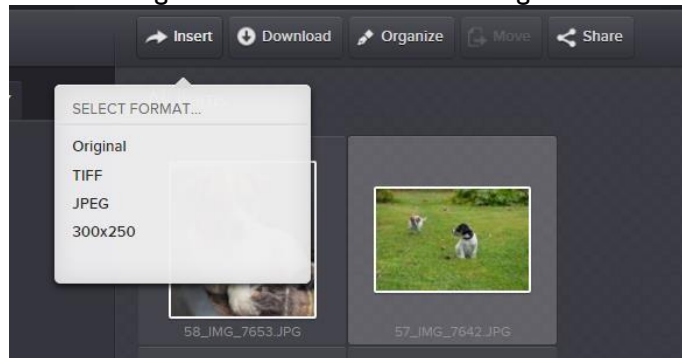 Insert Download Organize Move Share
SELECT FORMAT...
Original
TIFF
JPEG
300x250
58_IMG_7653.JPG 57_IMG_7642.JPG